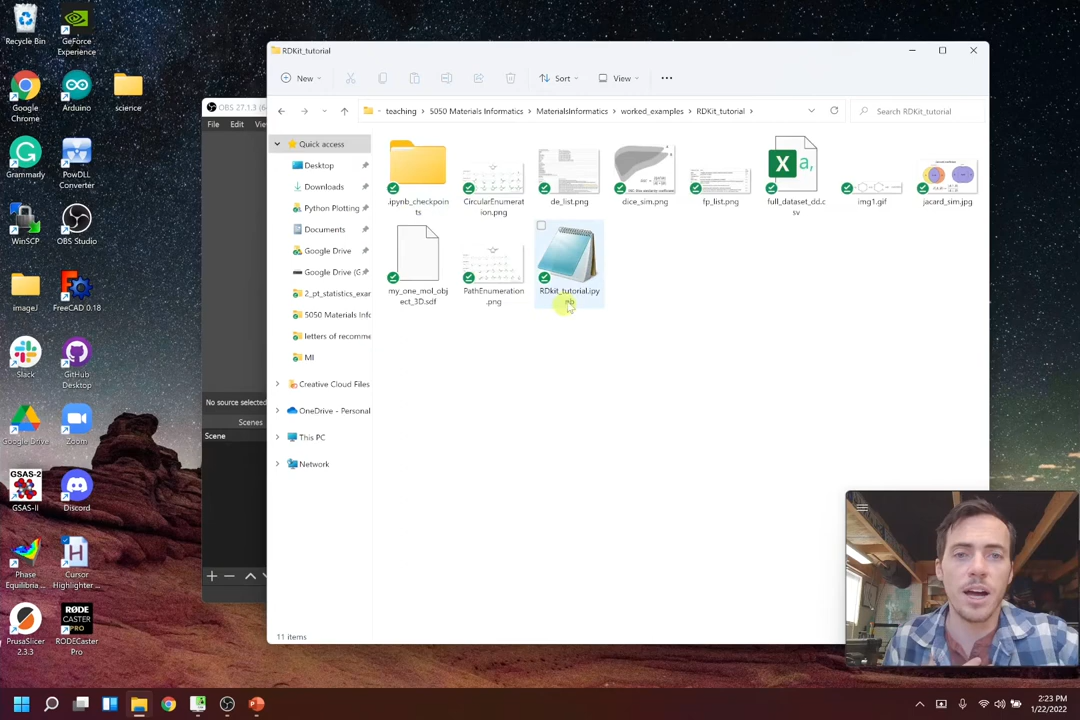 Recycle Bin
GeForce
Experience
Google
Chrome
Arduino
science
Grammady
PowDLL
Converter
WinSCP
OBS Studio
imageJ
FreeCAD 0.18
Slack
GitHub
Desktop
Google Drive
Zoom
GSAS-2
GSAS-II
Discord
Phase
Equilibria ...
Cursor
Highlighter ...
PrusaSlicer
2.3.3
RØDE
CASTER
PRO
RODECaster
Pro
OBS 27.1.3 (6
File Edit Vie
No source selected
Scenes
Scene
RDKit_tutorial
New
Sort
View
teaching > 5050 Materials Informatics > MaterialsInformatics > worked_examples > RDKit_tutorial >
Search RDKit_tutorial
Quick access
Desktop
Downloads
Python Plotting
Documents
Google Drive
Google Drive (G
2_pt_statistics_exar
5050 Materials Info
letters of recomme
MI
Creative Cloud Files
OneDrive - Personal
This PC
Network
.ipynb_checkpoin
ts
CircularEnumerat
ion.png
de_list.png
dice_sim.png
fp_list.png
full_dataset_dd.c
sv
img1.gif
jacard_sim.jpg
my_one_mol_obj
ect_3D.sdf
PathEnumeration
.png
RDkit_tutorial.ipy
nb
11 items
2:23 PM
1/22/2022